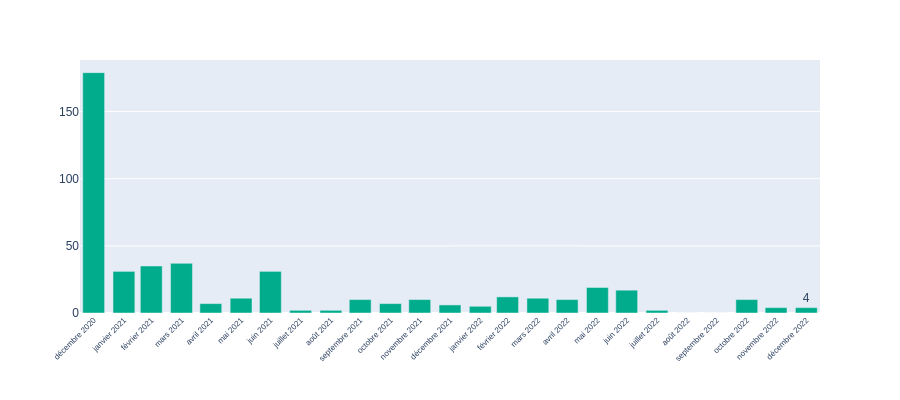 150
100
50
0
4
décembre 2020
janvier 2021
février 2021
mars 2021
avril 2021
mai 2021
juin 2021
juillet 2021
août 2021
septembre 2021
octobre 2021
novembre 2021
décembre 2021
janvier 2022
février 2022
mars 2022
avril 2022
mai 2022
juin 2022
juillet 2022
août 2022
septembre 2022
octobre 2022
novembre 2022
décembre 2022